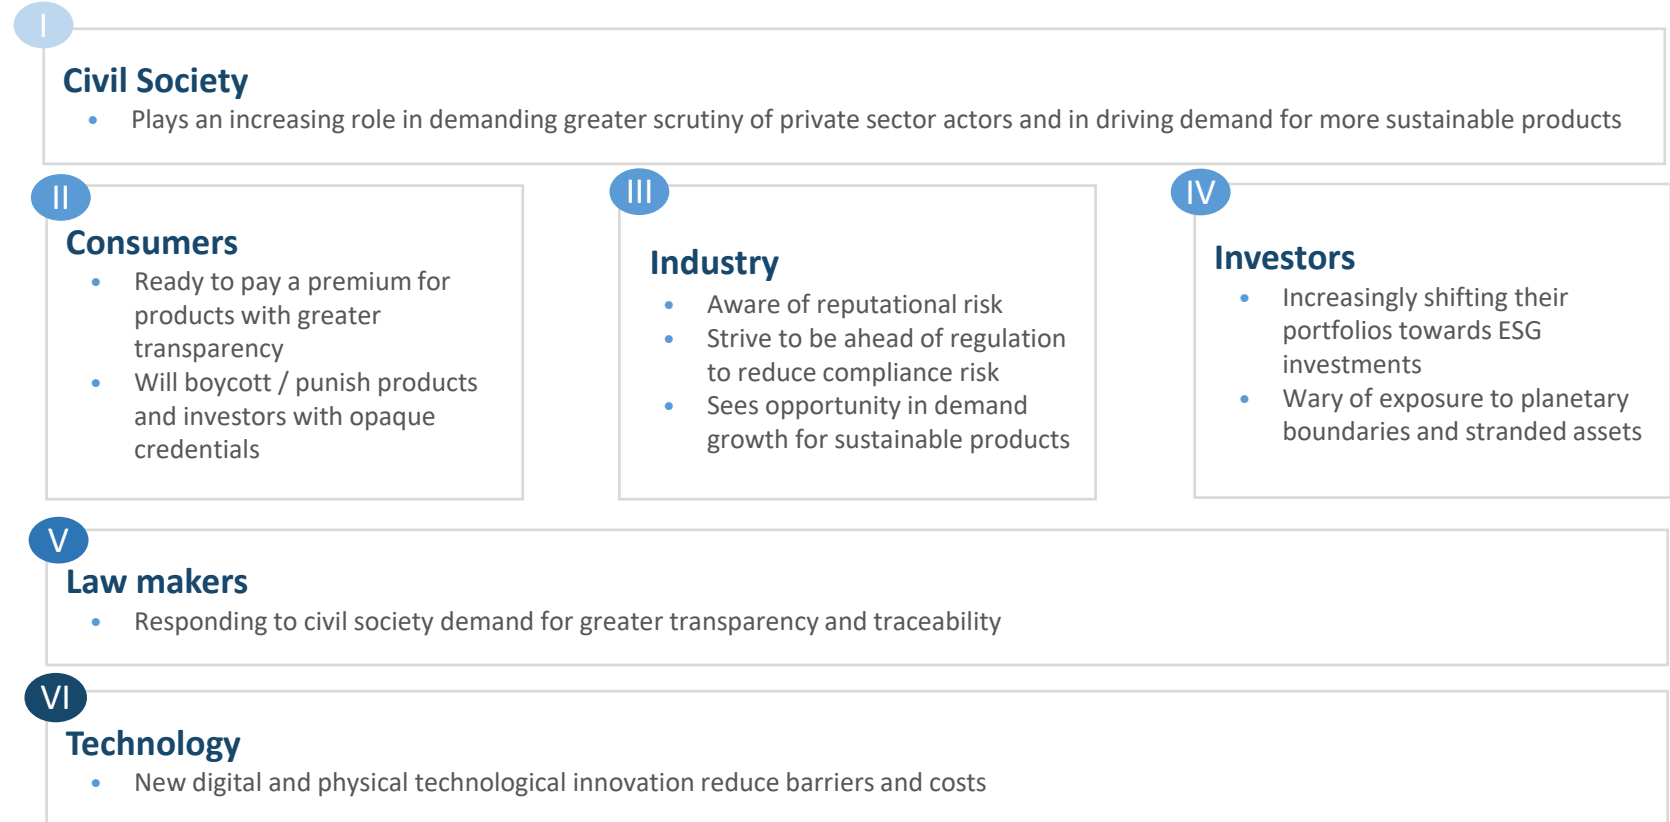 I
Civil Society
• Plays an increasing role in demanding greater scrutiny of private sector actors and in driving demand for more sustainable products
II
Consumers
• Ready to pay a premium for
products with greater
transparency
• Will boycott / punish products
and investors with opaque
credentials
III
Industry
• Aware of reputational risk
• Strive to be ahead of regulation
to reduce compliance risk
• Sees opportunity in demand
growth for sustainable products
IV
Investors
• Increasingly shifting their
portfolios towards ESG
investments
• Wary of exposure to planetary
boundaries and stranded assets
V
Law makers
• Responding to civil society demand for greater transparency and traceability
VI
Technology
• New digital and physical technological innovation reduce barriers and costs